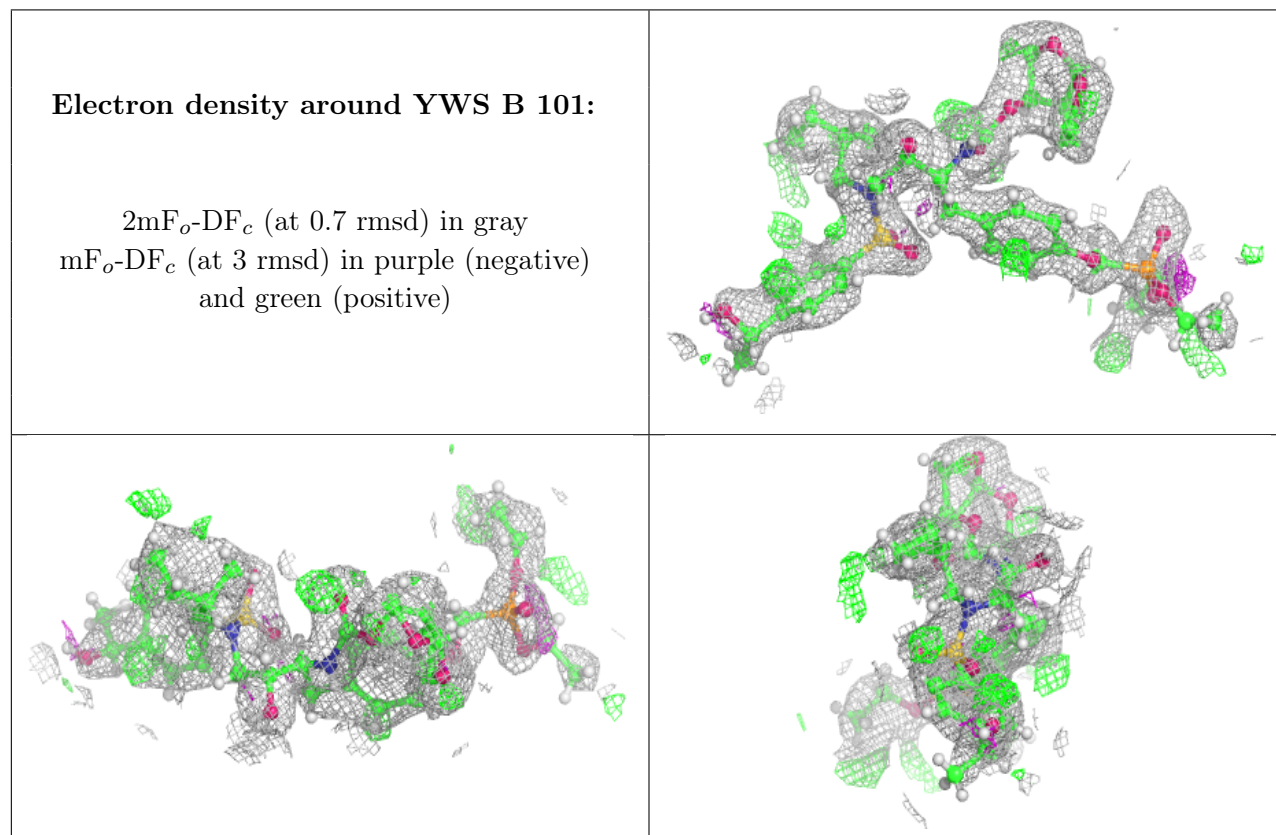 Electron density around YWS B 101:
2mFo-DFc (at 0.7 rmsd) in gray
mFo-DFc (at 3 rmsd) in purple (negative)
and green (positive)